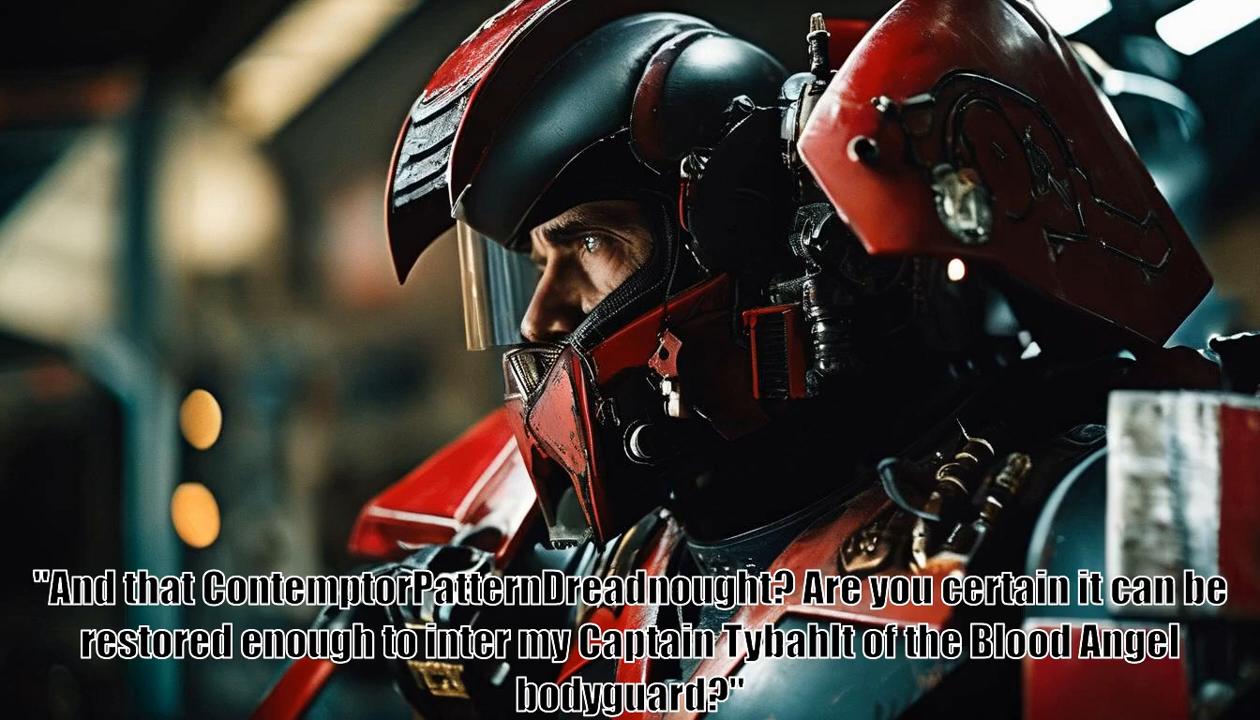 "And that ContemptorPatternDreadnought? Are you certain it can be
restored enough to inter my Captain Tybahlt of the Blood Angel
bodyguard?"